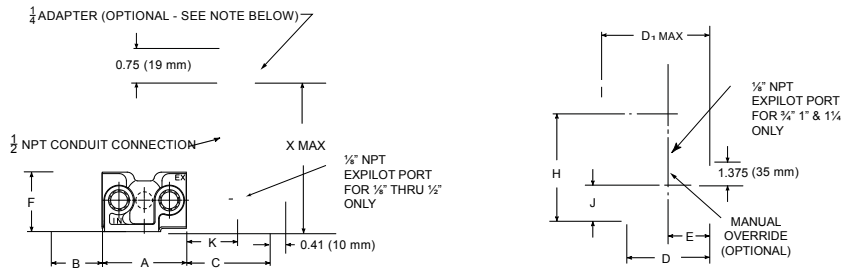 1/4 ADAPTER (OPTIONAL - SEE NOTE BELOW)
0.75 (19 mm)
1/2 NPT CONDUIT CONNECTION
X MAX
⅛" NPT
EXPILOT PORT
FOR ⅛" THRU ½"
ONLY
EX
IN
F
K
0.41 (10 mm)
B
A
C
D₁ MAX
⅛" NPT
EXPILOT PORT
FOR ¾" 1" & 1¼
ONLY
1.375 (35 mm)
H
J
MANUAL
OVERRIDE
(OPTIONAL)
E
D